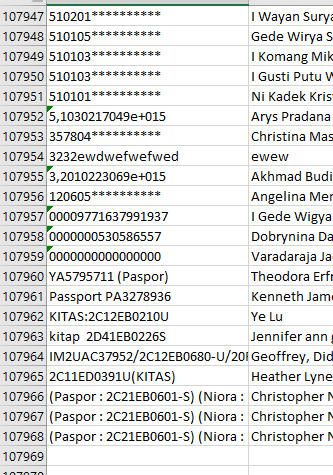 107947 510201********** I Wayan Surya
107948 510105********** Gede Wirya S
107949 510103********** I Komang Mik
107950 510103********** I Gusti Putu W
107951 510101********** Ni Kadek Kris
107952 5,1030217049e+015 Arys Pradana
107953 357804********** Christina Mas
107954 3232ewdwefwefwed ewew
107955 3,2010223069e+015 Akhmad Budi
107956 120605********** Angelina Mer
107957 00009771637991937 I Gede Wigya
107958 0000000530586557 Dobrynina Da
107959 0000000000000000 Varadaraja Ja
107960 YA5795711 (Paspor) Theodora Erfr
107961 Passport PA3278936 Kenneth Jame
107962 KITAS:2C12EB0210U Ye Lu
107963 kitap 2D41EB0226S Jennifer ann g
107964 IM2UAC37952/2C12EB0680-U/20 Geoffrey, Did
107965 2C11ED0391U(KITAS) Heather Lyne
107966 (Paspor : 2C21EB0601-S) (Niora : Christopher N
107967 (Paspor : 2C21EB0601-S) (Niora : Christopher N
107968 (Paspor : 2C21EB0601-S) (Niora : Christopher N
107969